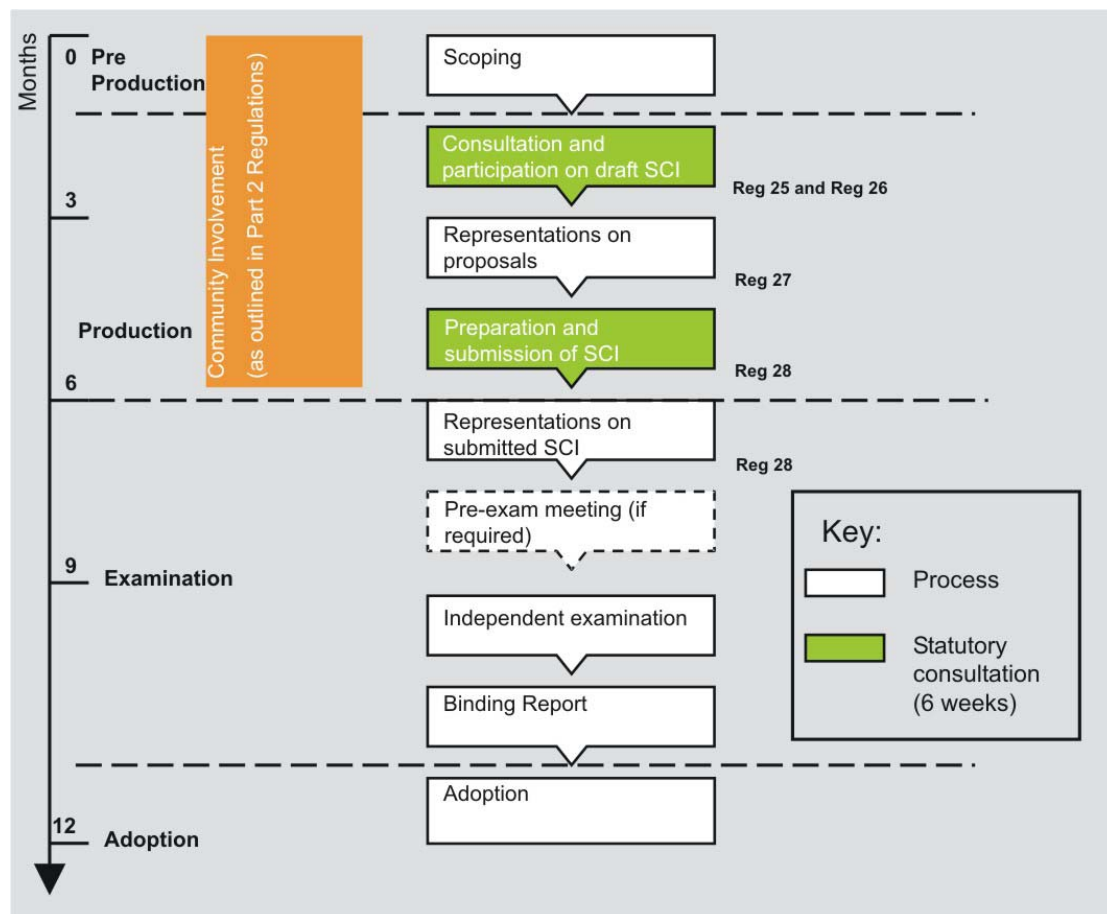 Months
0 Pre
Production
Community Involvement
(as outlined in Part 2 Regulations)
Scoping
Consultation and
participation on draft SCI
Reg 25 and Reg 26
3
Representations on
proposals
Reg 27
Production
Preparation and
submission of SCI
Reg 28
6
Representations on
submitted SCI
Reg 28
Pre-exam meeting (if
required)
9
Examination
Independent examination
Binding Report
Adoption
12
Adoption
Key:
Process
Statutory
consultation
(6 weeks)